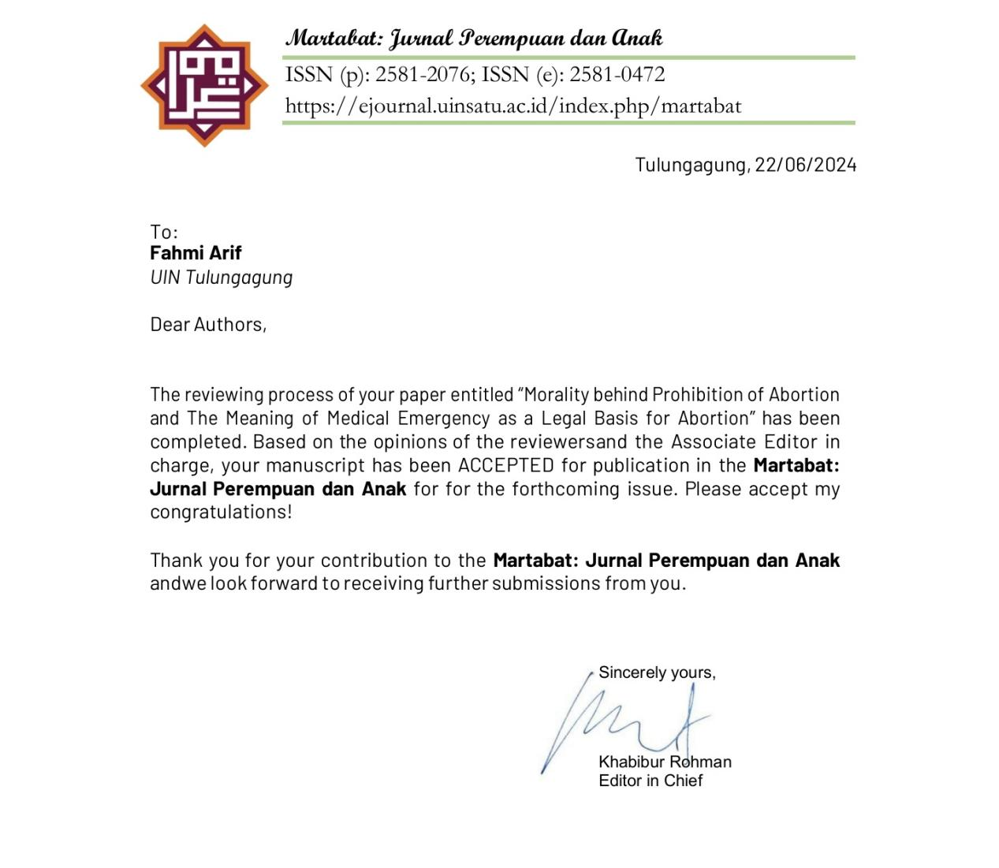 Martabat: Jurnal Perempuan dan Anak
ISSN (p): 2581-2076; ISSN (e): 2581-0472
https://ejournal.uinsatu.ac.id/index.php/martabat
Tulungagung, 22/06/2024
To:
Fahmi Arif
UIN Tulungagung
Dear Authors,
The reviewing process of your paper entitled “Morality behind Prohibition of Abortion
and The Meaning of Medical Emergency as a Legal Basis for Abortion” has been
completed. Based on the opinions of the reviewersand the Associate Editor in
charge, your manuscript has been ACCEPTED for publication in the Martabat:
Jurnal Perempuan dan Anak for for the forthcoming issue. Please accept my
congratulations!
Thank you for your contribution to the Martabat: Jurnal Perempuan dan Anak
andwe look forward to receiving further submissions from you.
Sincerely yours,
Khabibur Rohman
Editor in Chief